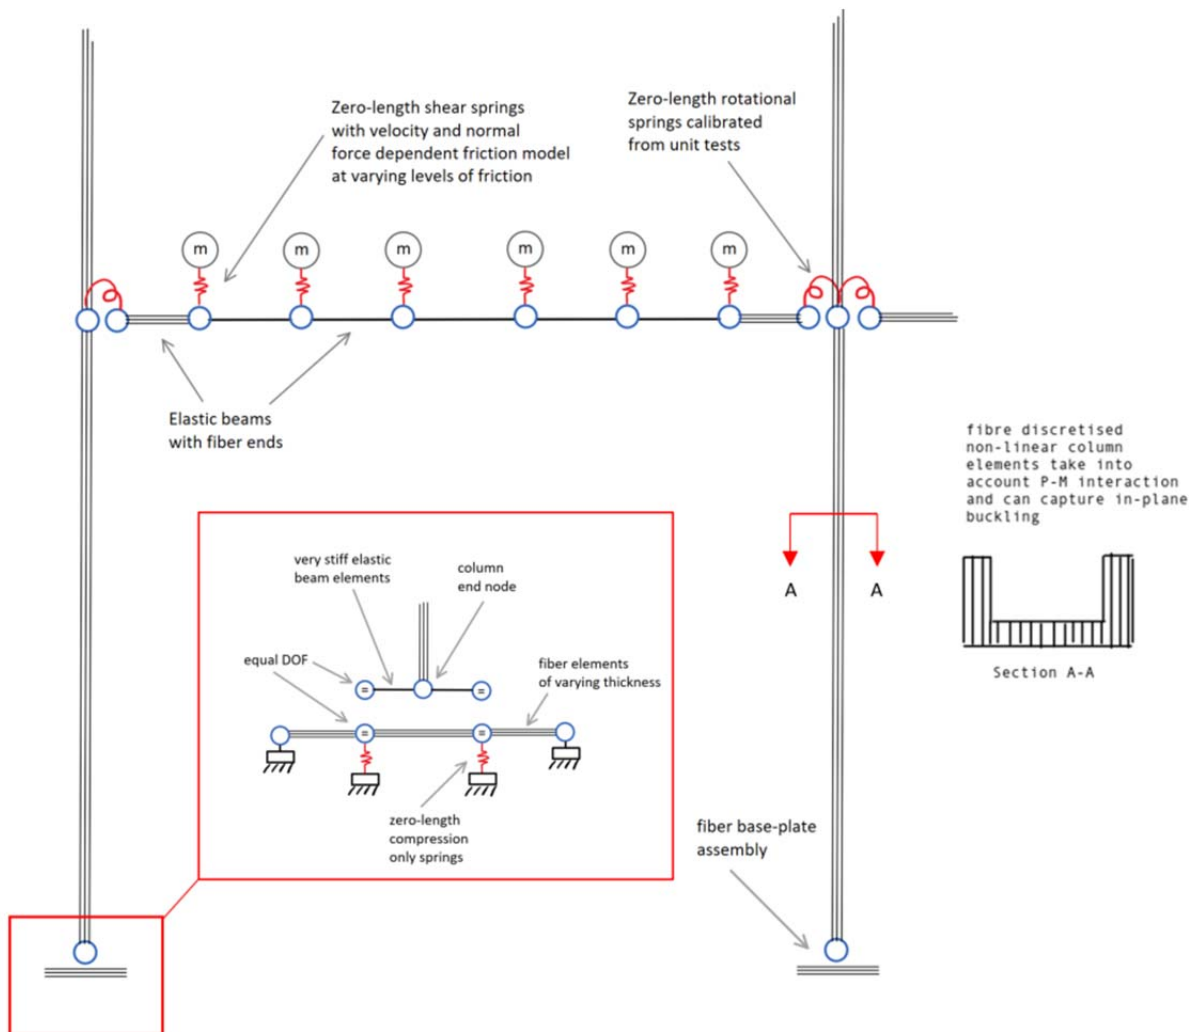 Zero-length shear springs
with velocity and normal
force dependent friction model
at varying levels of friction
Zero-length rotational
springs calibrated
from unit tests
m
m
m
m
m
m
Elastic beams
with fiber ends
fibre discretised
non-linear column
elements take into
account P-M interaction
and can capture in-plane
buckling
A
A
Section A-A
very stiff elastic
beam elements
column
end node
equal DOF
fiber elements
of varying thickness
=
=
=
=
zero-length
compression
only springs
fiber base-plate
assembly